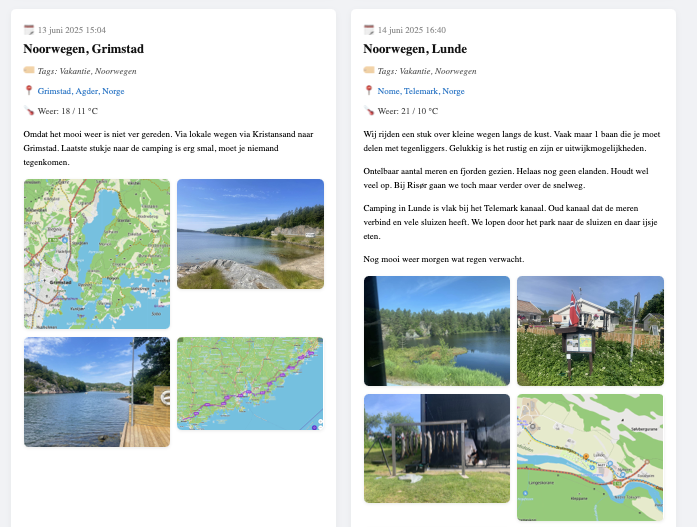 13 juni 2025 15:04
Noorwegen, Grimstad
Tags: Vakantie, Noorwegen
Grimstad, Agder, Norge
Weer: 18 / 11 °C
Omdat het mooi weer is niet ver gereden. Via lokale wegen via Kristansand naar
Grimstad. Laatste stukje naar de camping is erg smal, moet je niemand
tegenkomen.
Grimstad
14 juni 2025 16:40
Noorwegen, Lunde
Tags: Vakantie, Noorwegen
Nome, Telemark, Norge
Weer: 21 / 10 °C
Wij rijden een stuk over kleine wegen langs de kust. Vaak maar 1 baan die je moet
delen met tegenliggers. Gelukkig is het rustig en zijn er uitwijkmogelijkheden.
Ontelbaar aantal meren en fjorden gezien. Helaas nog geen elanden. Houdt wel
veel op. Bij Risør gaan we toch maar verder over de snelweg.
Camping in Lunde is vlak bij het Telemark kanaal. Oud kanaal dat de meren
verbind en vele sluizen heeft. We lopen door het park naar de sluizen en daar ijsje
eten.
Nog mooi weer morgen wat regen verwacht.